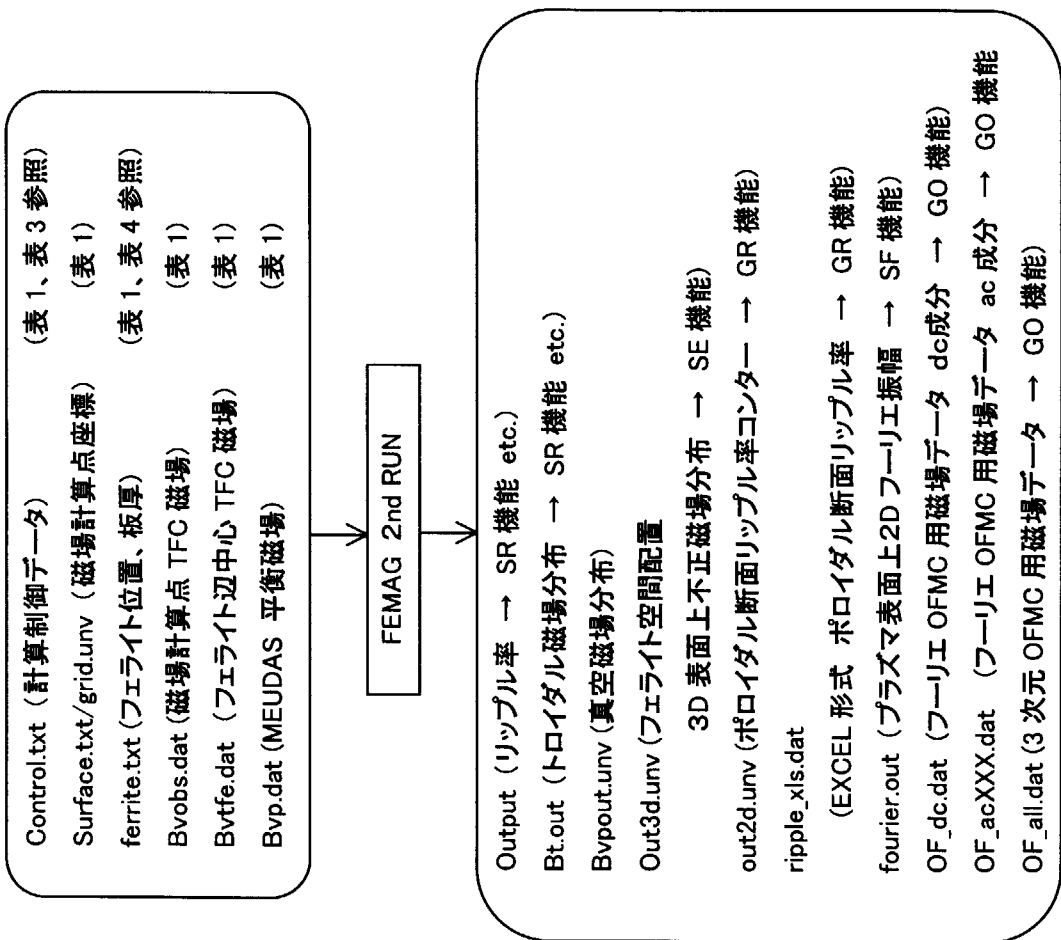 Control.txt (計算制御データ) (表 1、表 3 参照)
Surface.txt/grid.unv (磁場計算点座標) (表 1)
ferrite.txt (フェライト位置、板厚) (表 1、表 4 参照)
Bvobs.dat (磁場計算点 TFC 磁場) (表 1)
Bvtfe.dat (フェライト辺中心 TFC 磁場) (表 1)
Bvp.dat (MEUDAS 平衡磁場) (表 1)
FEMAG 2nd RUN
Output (リップル率 → SR 機能 etc.)
Bt.out (トロイダル磁場分布 → SR 機能 etc.)
Bvpout.unv (真空磁場分布)
Out3d.unv (フェライト空間配置
3D 表面上不正磁場分布 → SE 機能)
out2d.unv (ポロイダル断面リップル率コンター → GR 機能)
ripple_xls.dat
(EXCEL 形式 ポロイダル断面リップル率 → GR 機能)
fourier.out (プラズマ表面上2D フーリエ振幅 → SF 機能)
OF_dc.dat (フーリエ OFMC 用磁場データ dc成分 → GO 機能)
OF_acXXX.dat (フーリエ OFMC 用磁場データ ac 成分 → GO 機能
OF_all.dat (3 次元 OFMC 用磁場データ → GO 機能)